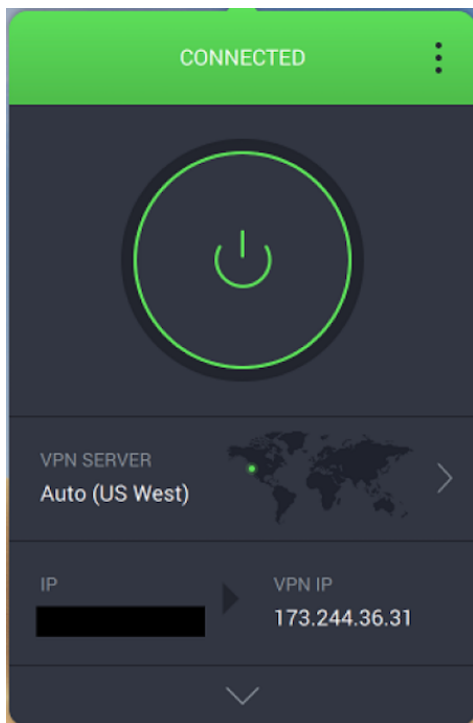 CONNECTED
VPN SERVER
Auto (US West)
IP
VPN IP
173.244.36.31